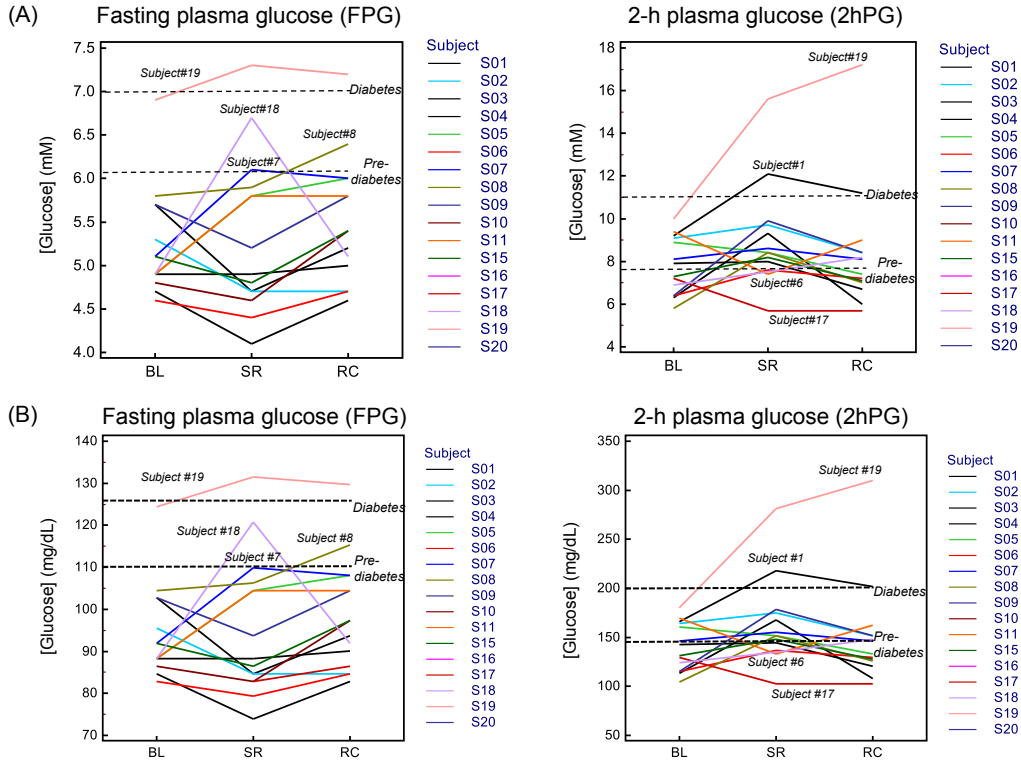 (A)
Fasting plasma glucose (FPG)
2-h plasma glucose (2hPG)
[Glucose] (mM)
7.5
7.0
6.5
6.0
5.5
5.0
4.5
4.0
BL
SR
RC
Subject#19
Subject#18
Subject#8
Subject#7
Diabetes
Pre-
diabetes
Subject
S01
S02
S03
S04
S05
S06
S07
S08
S09
S10
S11
S15
S16
S17
S18
S19
S20
[Glucose] (mM)
18
16
14
12
10
8
6
4
BL
SR
RC
Subject#19
Subject#1
Diabetes
Pre-
diabetes
Subject#6
Subject#17
Subject
S01
S02
S03
S04
S05
S06
S07
S08
S09
S10
S11
S15
S16
S17
S18
S19
S20
(B)
Fasting plasma glucose (FPG)
2-h plasma glucose (2hPG)
[Glucose] (mg/dL)
140
130
120
110
100
90
80
70
BL
SR
RC
Subject #19
Diabetes
Subject #18
Subject #8
Subject #7
Pre-
diabetes
Subject
S01
S02
S03
S04
S05
S06
S07
S08
S09
S10
S11
S15
S16
S17
S18
S19
S20
[Glucose] (mg/dL)
350
300
250
200
150
100
50
BL
SR
RC
Subject #19
Subject #1
Diabetes
Pre-
diabetes
Subject #6
Subject #17
Subject
S01
S02
S03
S04
S05
S06
S07
S08
S09
S10
S11
S15
S16
S17
S18
S19
S20